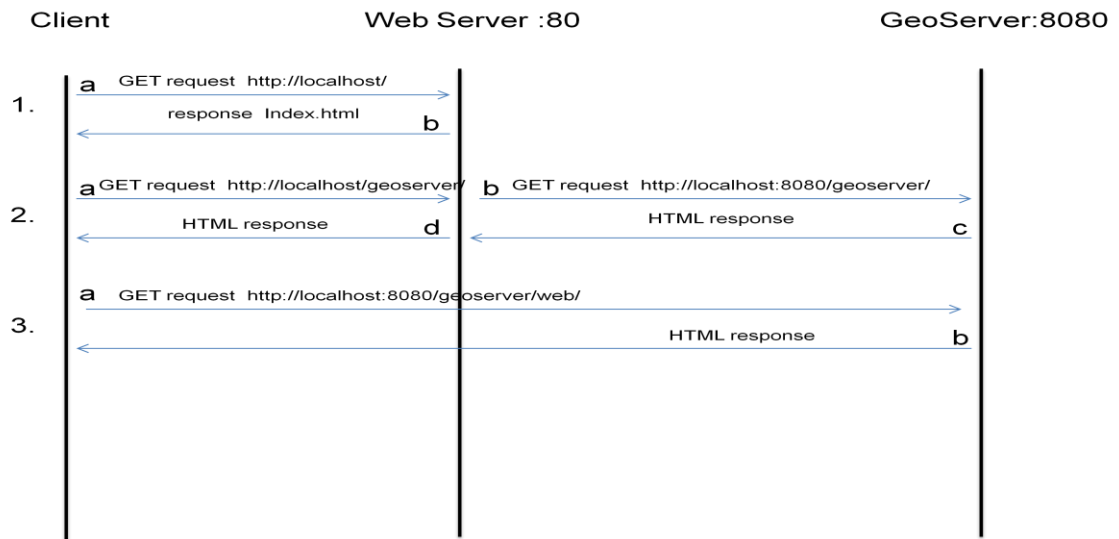 Client Web Server :80 GeoServer:8080
1.
a GET request http://localhost/
response Index.html b
2.
a GET request http://localhost/geoserver/ b GET request http://localhost:8080/geoserver/
HTML response d HTML response c
3.
a GET request http://localhost:8080/geoserver/web/
HTML response b